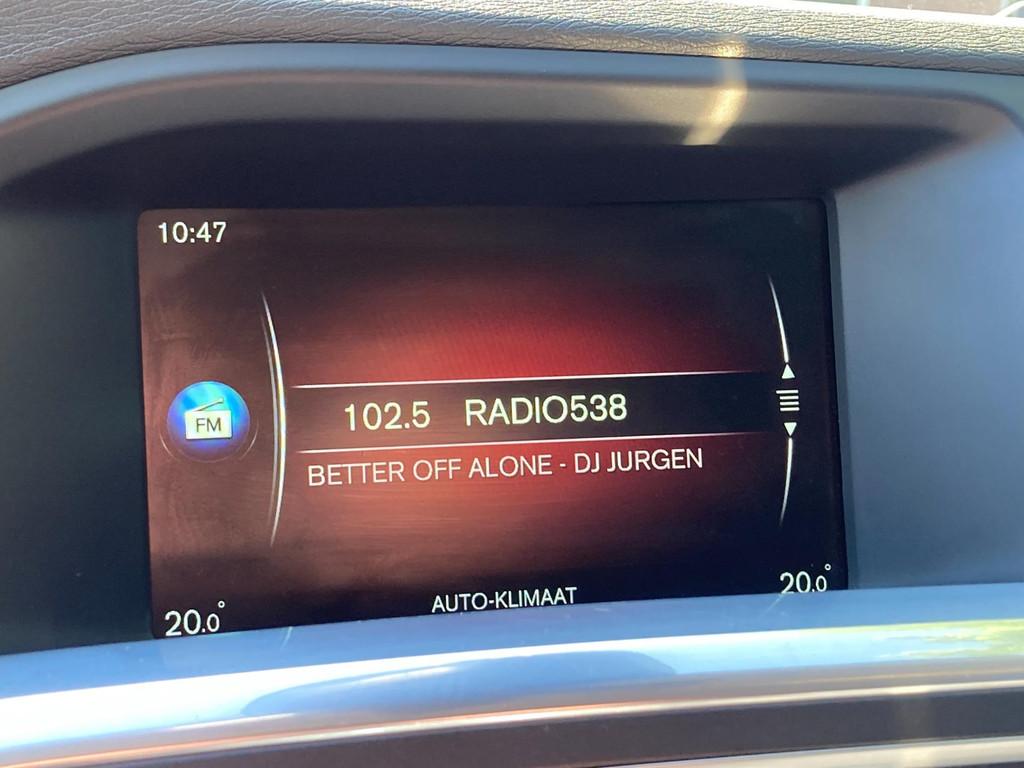 10:47
FM
102.5 RADIO538
BETTER OFF ALONE - DJ JURGEN
20.0° AUTO-KLIMAAT 20.0°